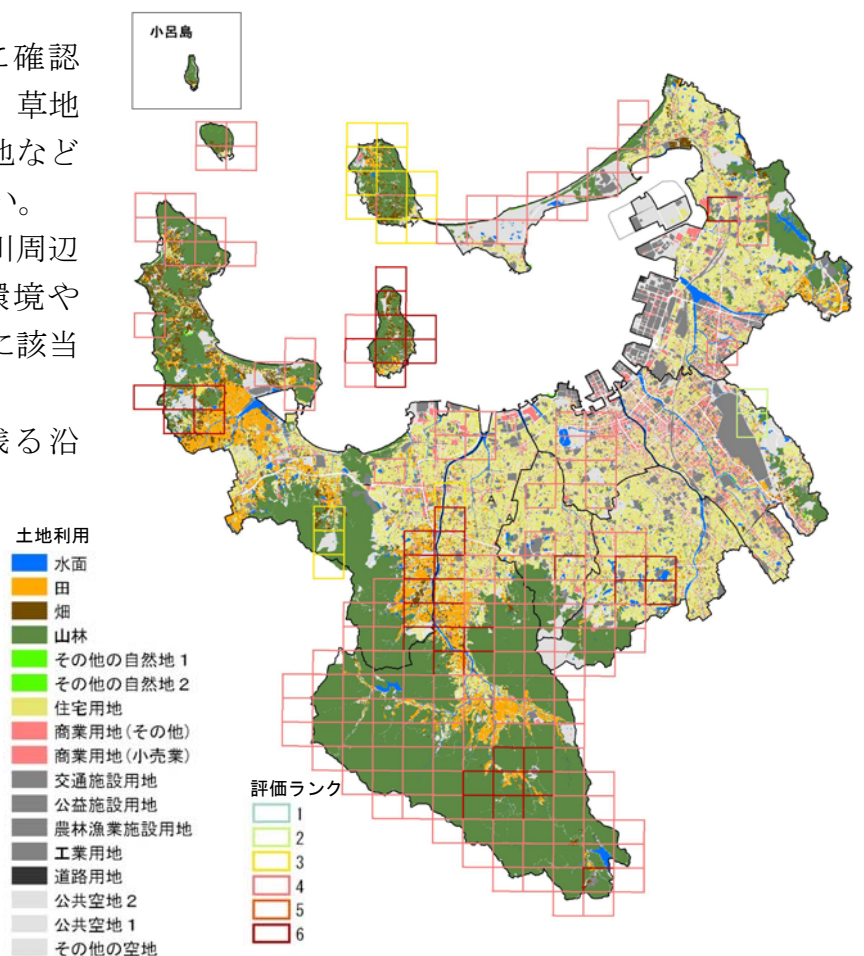 に確認
草地
地など
い。
川周辺
環境や
に該当
残る沿
小呂島
土地利用
水面
田
畑
山林
その他の自然地1
その他の自然地2
住宅用地
商業用地(その他)
商業用地(小売業)
交通施設用地
公益施設用地
農林漁業施設用地
工業用地
道路用地
公共空地2
公共空地1
その他の空地
評価ランク
1
2
3
4
5
6